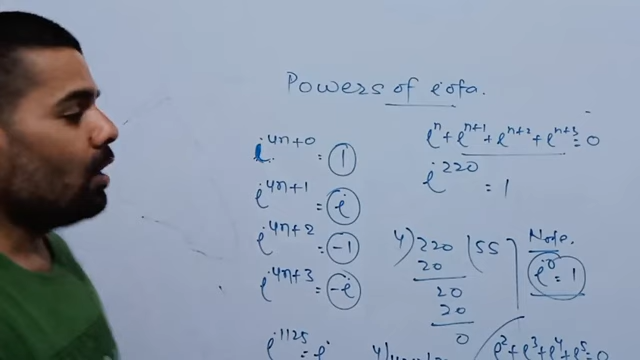 Powers of iota.
i^{4n+0} = 1
i^{4n+1} = i
i^{4n+2} = -1
i^{4n+3} = -i
i^{1125} = i
i^n + i^{n+1} + i^{n+2} + i^{n+3} = 0
i^{220} = 1
4)220(55
20
20
20
0
Note.
i^0 = 1
i^2 + i^3 + i^4 + i^5 = 0